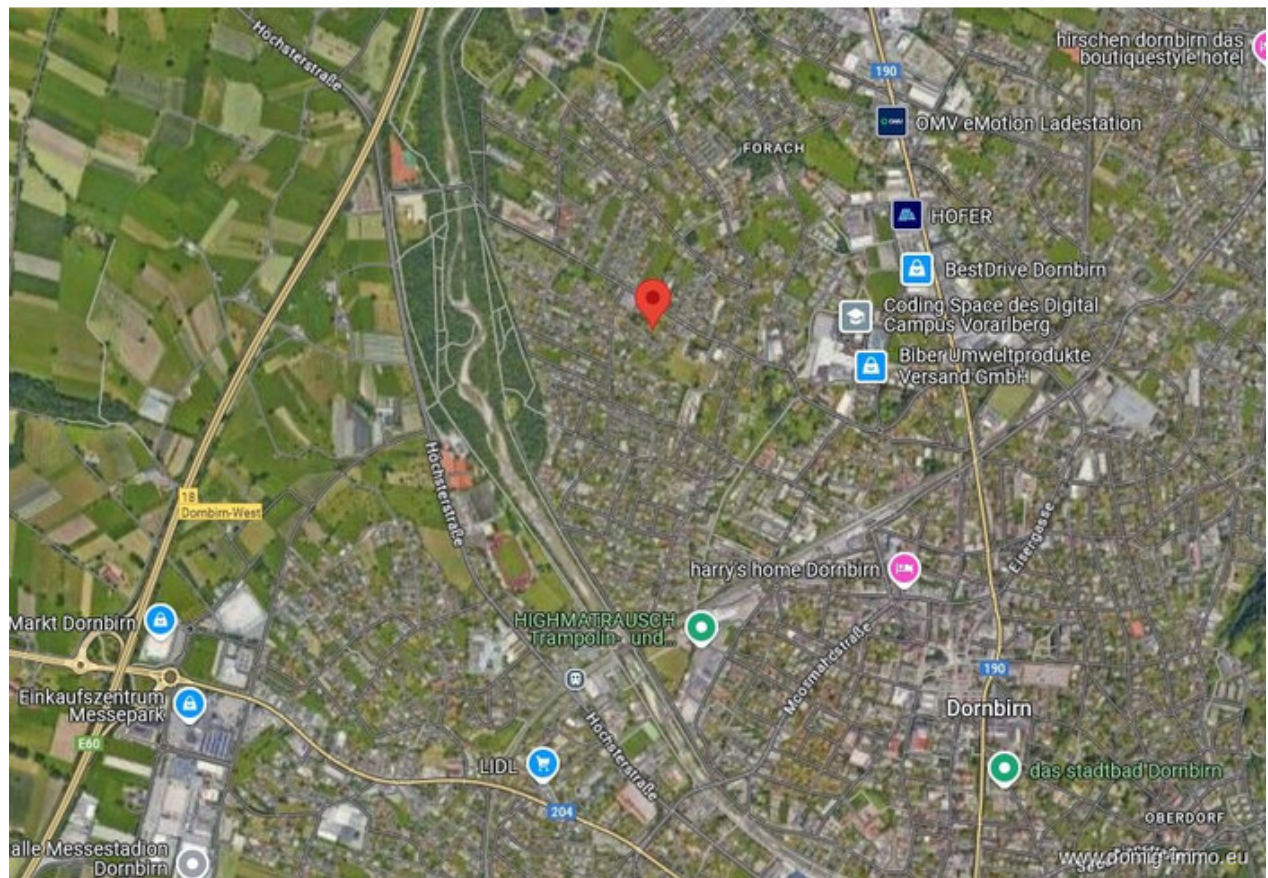 Höchsterstraße
hirschen dornbirn das
boutiquestyle hotel
190
OMV
OMV eMotion Ladestation
FORACH
HOFER
BestDrive Dornbirn
Coding Space des Digital
Campus Vorarlberg
Biber Umweltprodukte
Versand GmbH
Höchsterstraße
18
Dornbirn-West
Eisengasse
harry's home Dornbirn
Markt Dornbirn
HIGHMATRAUSCH
Trampolin- und...
Moosmahdstraße
190
Einkaufszentrum
Messepark
Dornbirn
E60
Höchsterstraße
LIDL
das stadtbad Dornbirn
204
OBERDORF
alle Messestadion
Dornbirn
www.domig-immo.eu